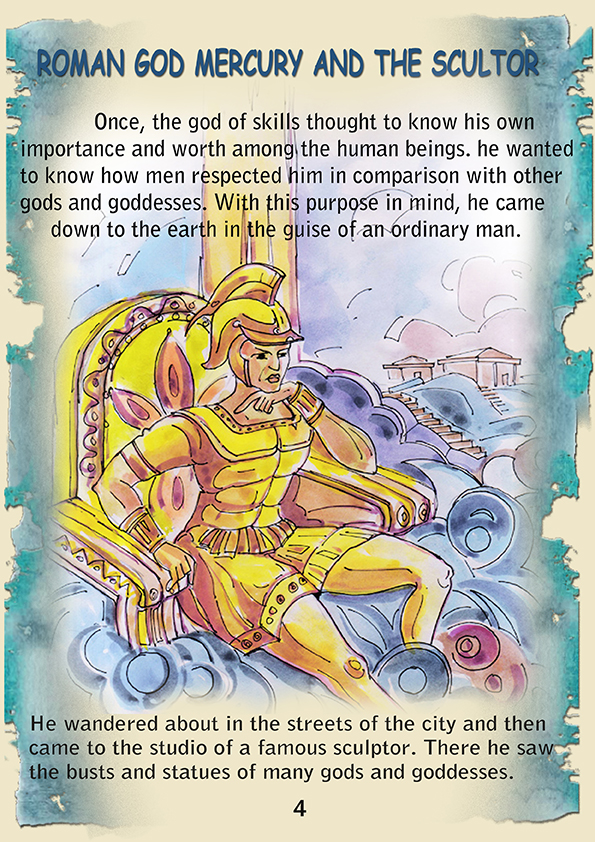 ROMAN GOD MERCURY AND THE SCULTOR
Once, the god of skills thought to know his own
importance and worth among the human beings. he wanted
to know how men respected him in comparison with other
gods and goddesses. With this purpose in mind, he came
down to the earth in the guise of an ordinary man.
He wandered about in the streets of the city and then
came to the studio of a famous sculptor. There he saw
the busts and statues of many gods and goddesses.
4